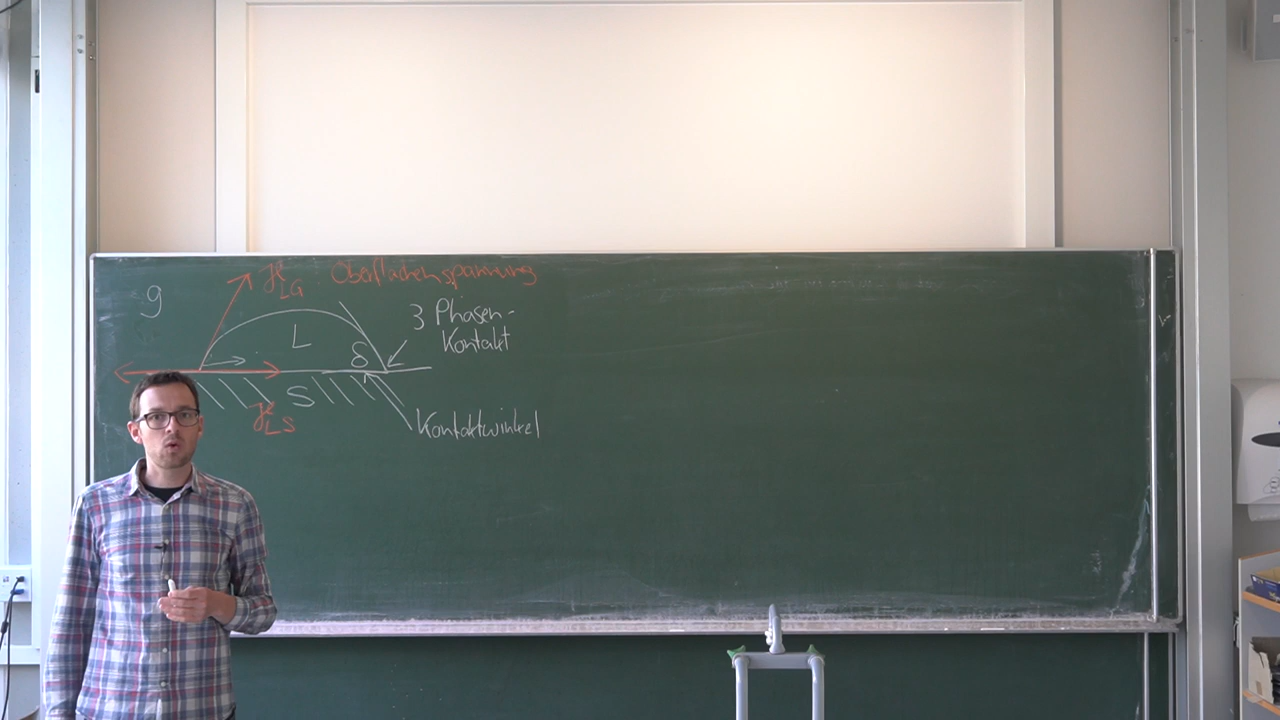 γLG Oberflächenspannung
g
3 Phasen-
Kontakt
L
δ
S
γLS
Kontaktwinkel